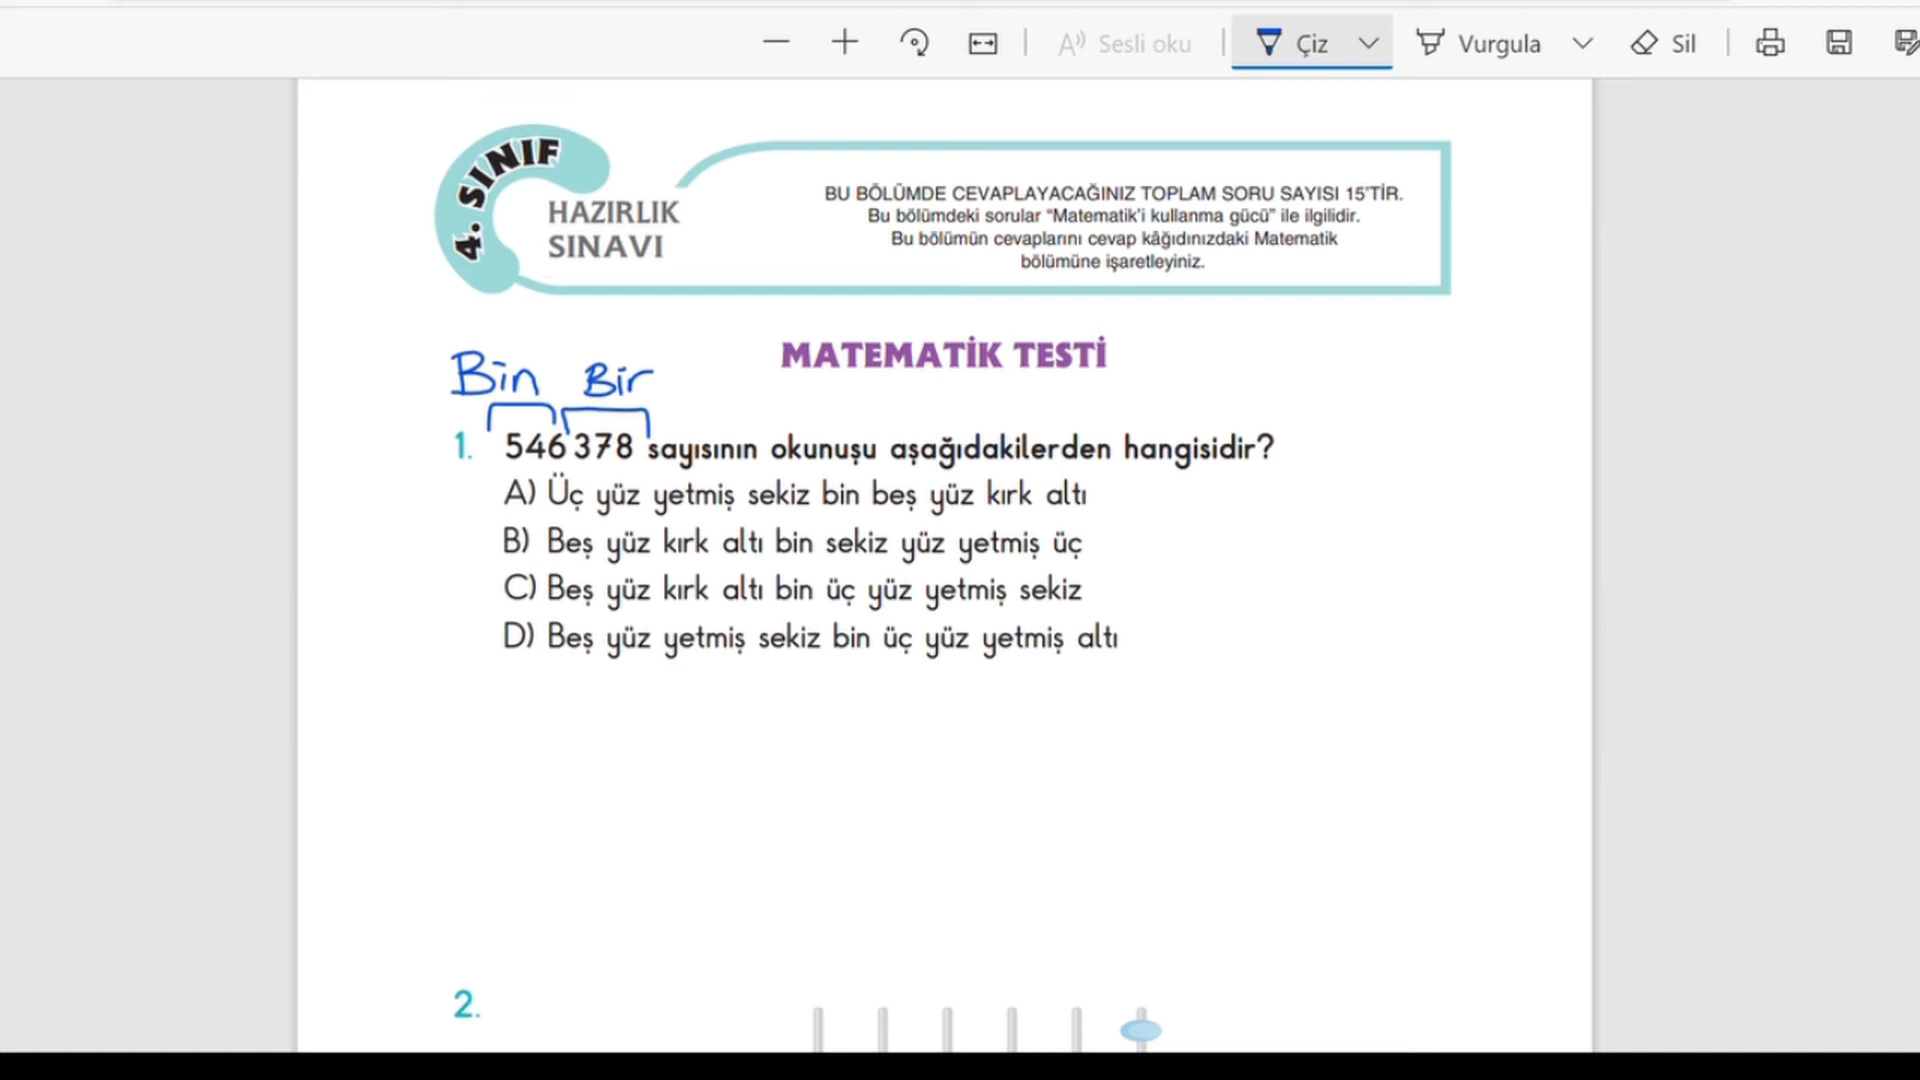 Sesli oku
Çiz
Vurgula
Sil
4. SINIF
HAZIRLIK
SINAVI
BU BÖLÜMDE CEVAPLAYACAĞINIZ TOPLAM SORU SAYISI 15'TİR.
Bu bölümdeki sorular "Matematik'i kullanma gücü" ile ilgilidir.
Bu bölümün cevaplarını cevap kâğıdınızdaki Matematik
bölümüne işaretleyiniz.
MATEMATİK TESTİ
Bin Bir
1. 546 378 sayısının okunuşu aşağıdakilerden hangisidir?
A) Üç yüz yetmiş sekiz bin beş yüz kırk altı
B) Beş yüz kırk altı bin sekiz yüz yetmiş üç
C) Beş yüz kırk altı bin üç yüz yetmiş sekiz
D) Beş yüz yetmiş sekiz bin üç yüz yetmiş altı
2.